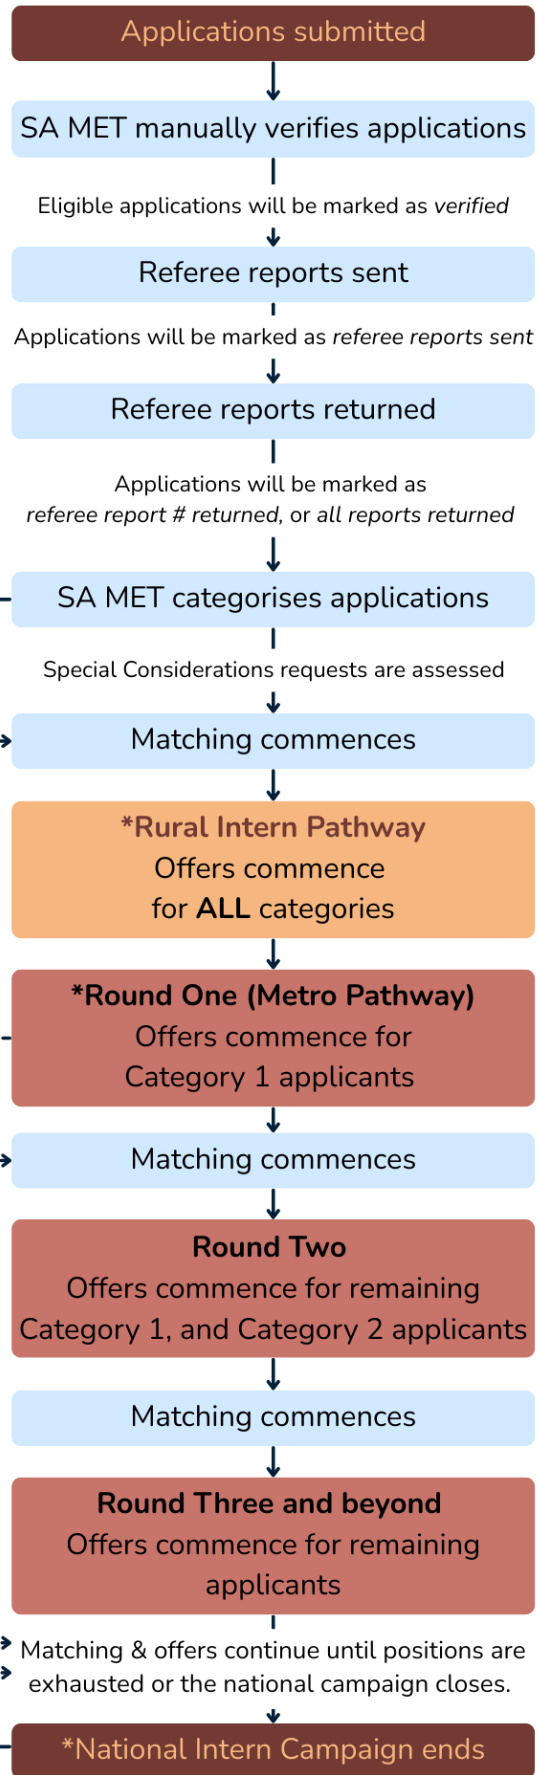 Applications submitted
SA MET manually verifies applications
Eligible applications will be marked as verified
Referee reports sent
Applications will be marked as referee reports sent
Referee reports returned
Applications will be marked as
referee report # returned, or all reports returned
SA MET categorises applications
Special Considerations requests are assessed
Matching commences
*Rural Intern Pathway
Offers commence
for ALL categories
*Round One (Metro Pathway)
Offers commence for
Category 1 applicants
Matching commences
Round Two
Offers commence for remaining
Category 1, and Category 2 applicants
Matching commences
Round Three and beyond
Offers commence for remaining
applicants
Matching & offers continue until positions are
exhausted or the national campaign closes.
*National Intern Campaign ends